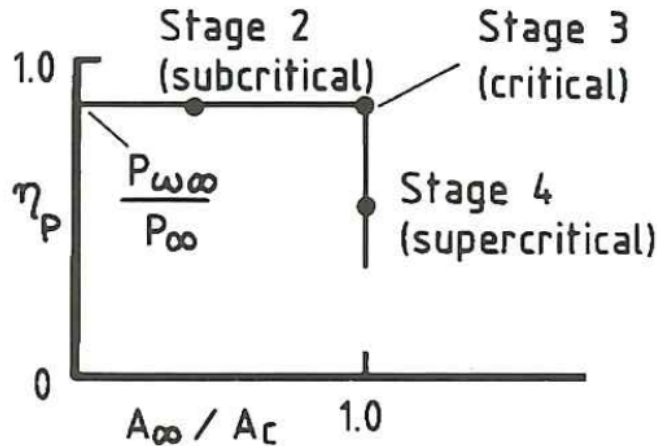 Stage 2
(subcritical)
Stage 3
(critical)
1.0
Pω∞
P∞
ηP
Stage 4
(supercritical)
0
A∞ / Ac
1.0